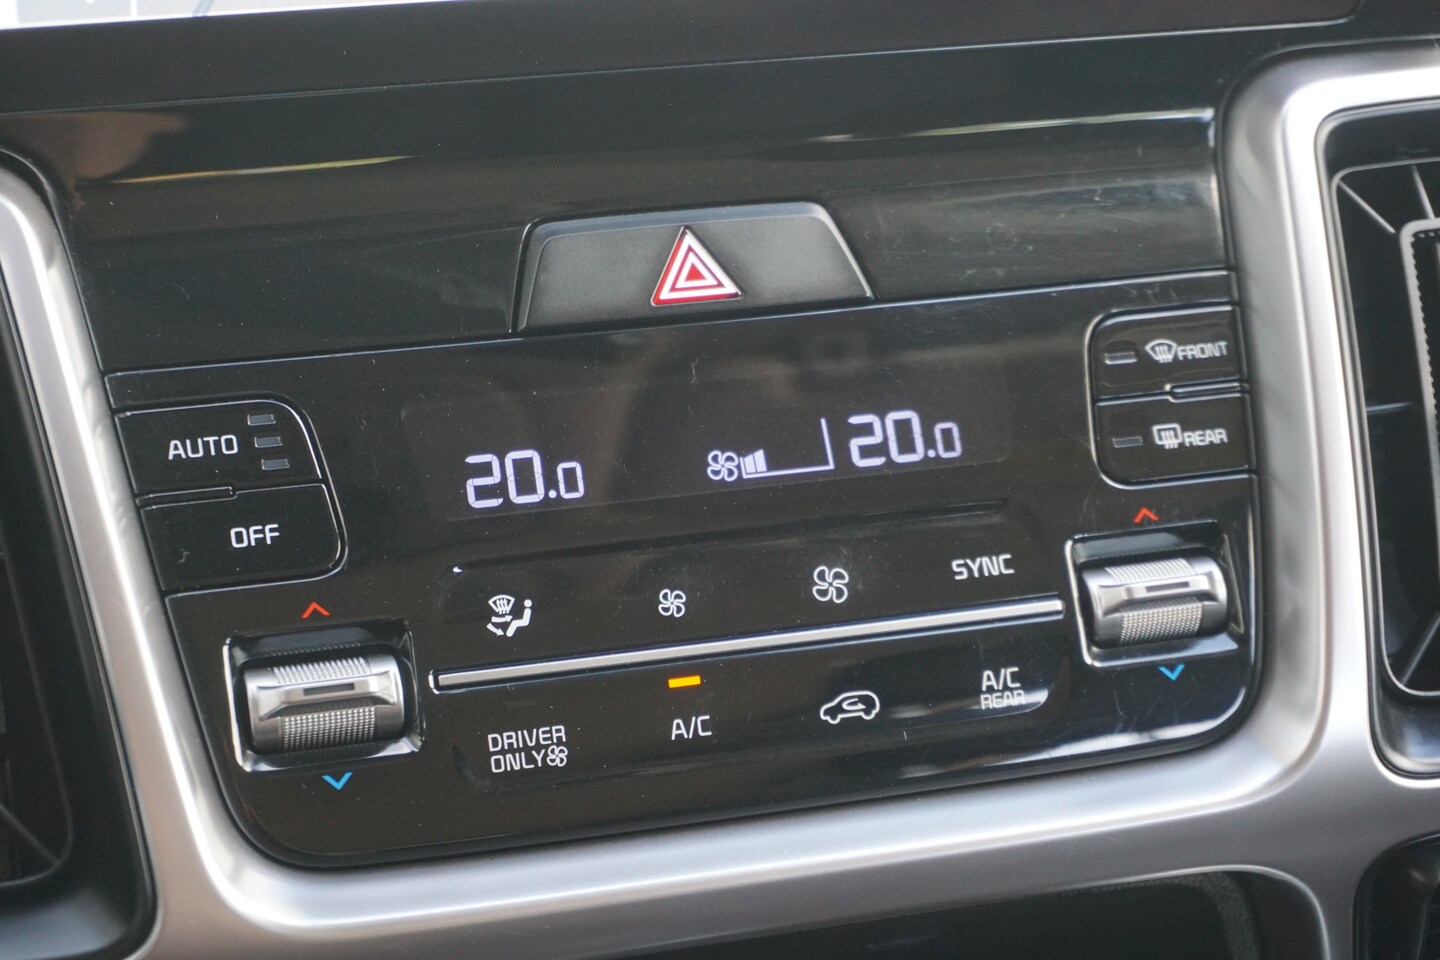 FRONT
REAR
AUTO
OFF
20.0
20.0
SYNC
DRIVER
ONLY
A/C
A/C
REAR